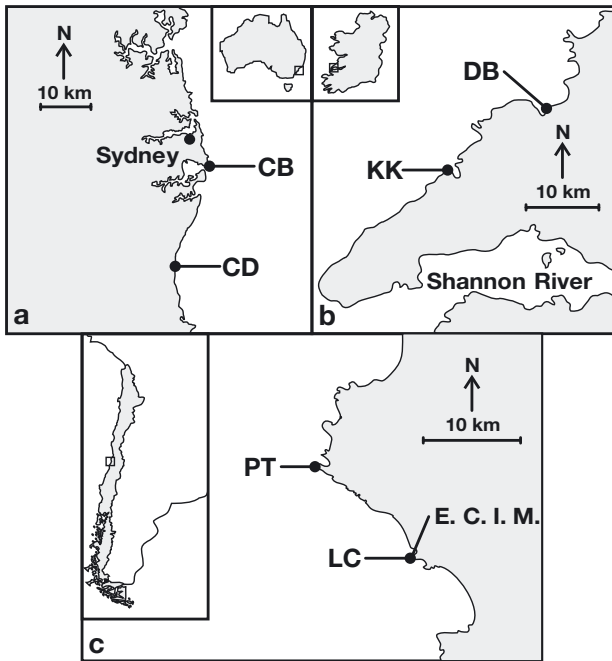 N
10 km
Sydney
CB
CD
a
DB
KK
N
10 km
Shannon River
b
N
10 km
PT
E. C. I. M.
LC
c